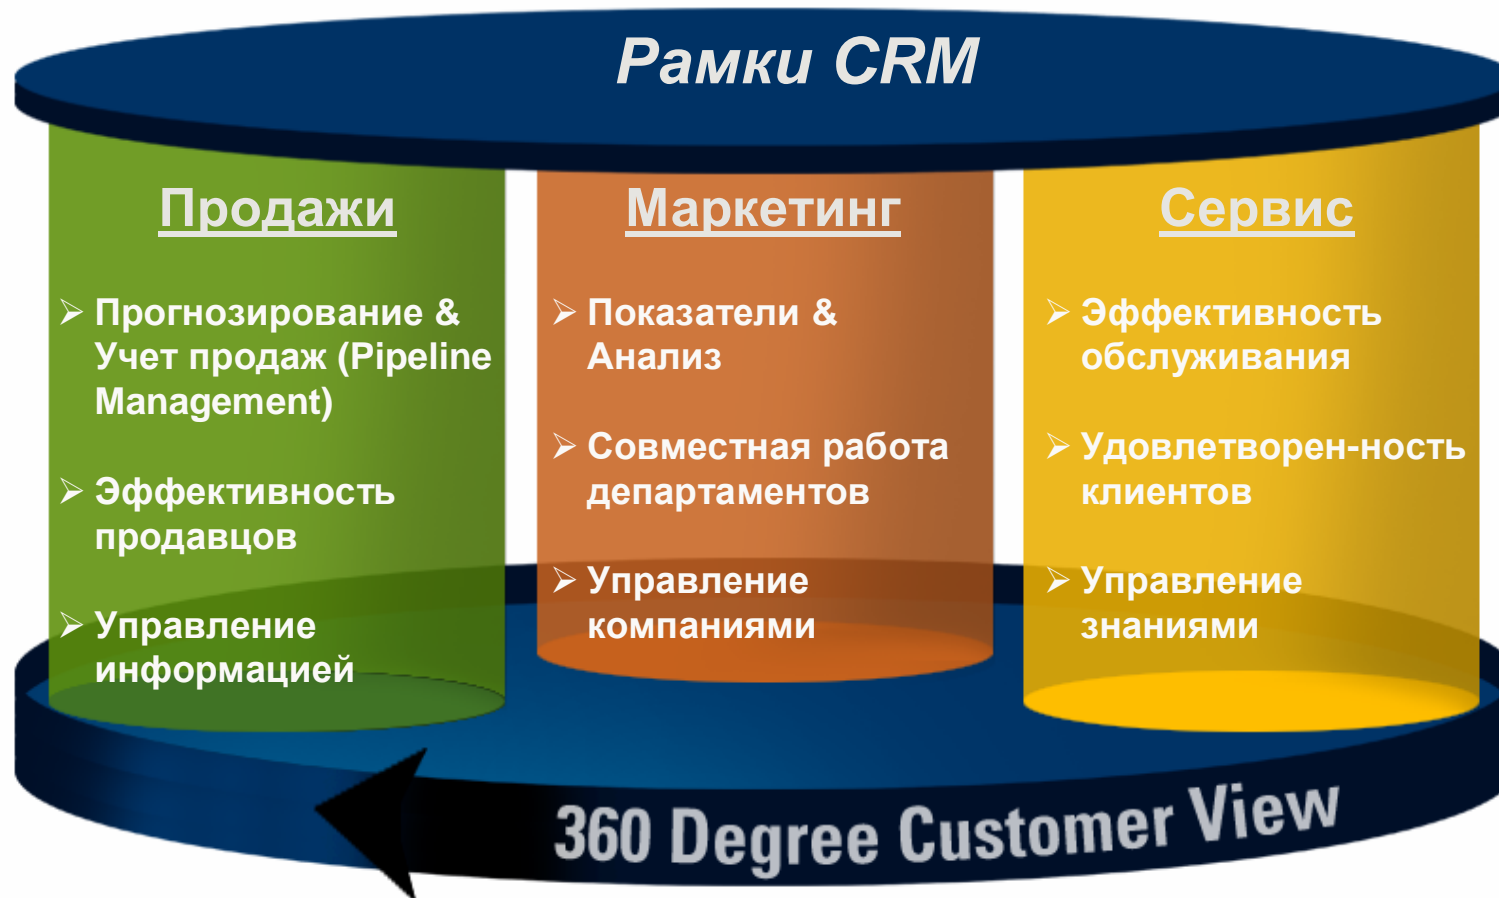 Рамки CRM
Продажи
Прогнозирование &
Учет продаж (Pipeline
Management)
Эффективность
продавцов
Управление
информацией
Маркетинг
Показатели &
Анализ
Совместная работа
департаментов
Управление
компаниями
Сервис
Эффективность
обслуживания
Удовлетворен-ность
клиентов
Управление
знаниями
360 Degree Customer View